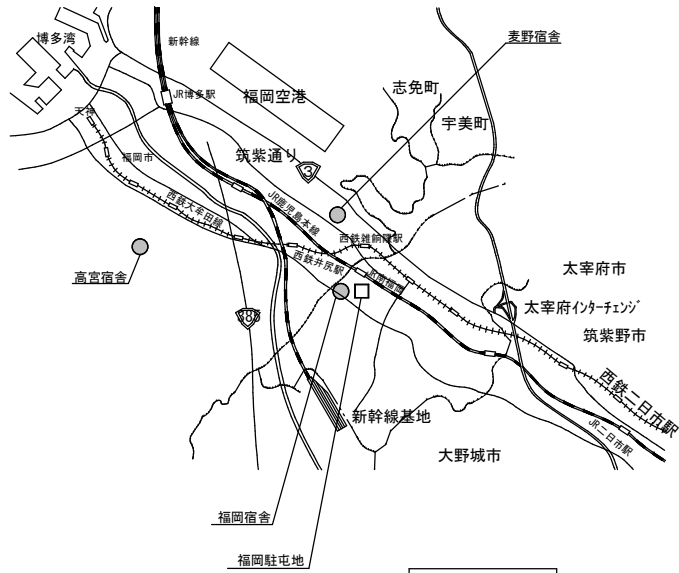 博多湾
新幹線
麦野宿舎
JR博多駅
福岡空港
志免町
宇美町
天神
福岡市
筑紫通り
3
JR鹿児島本線
西鉄大牟田線
西鉄雑餉隈駅
西鉄井尻駅
JR南福岡
高宮宿舎
太宰府市
太宰府インターチェンジ
筑紫野市
西鉄二日市駅
新幹線基地
JR二日市駅
大野城市
福岡宿舎
福岡駐屯地